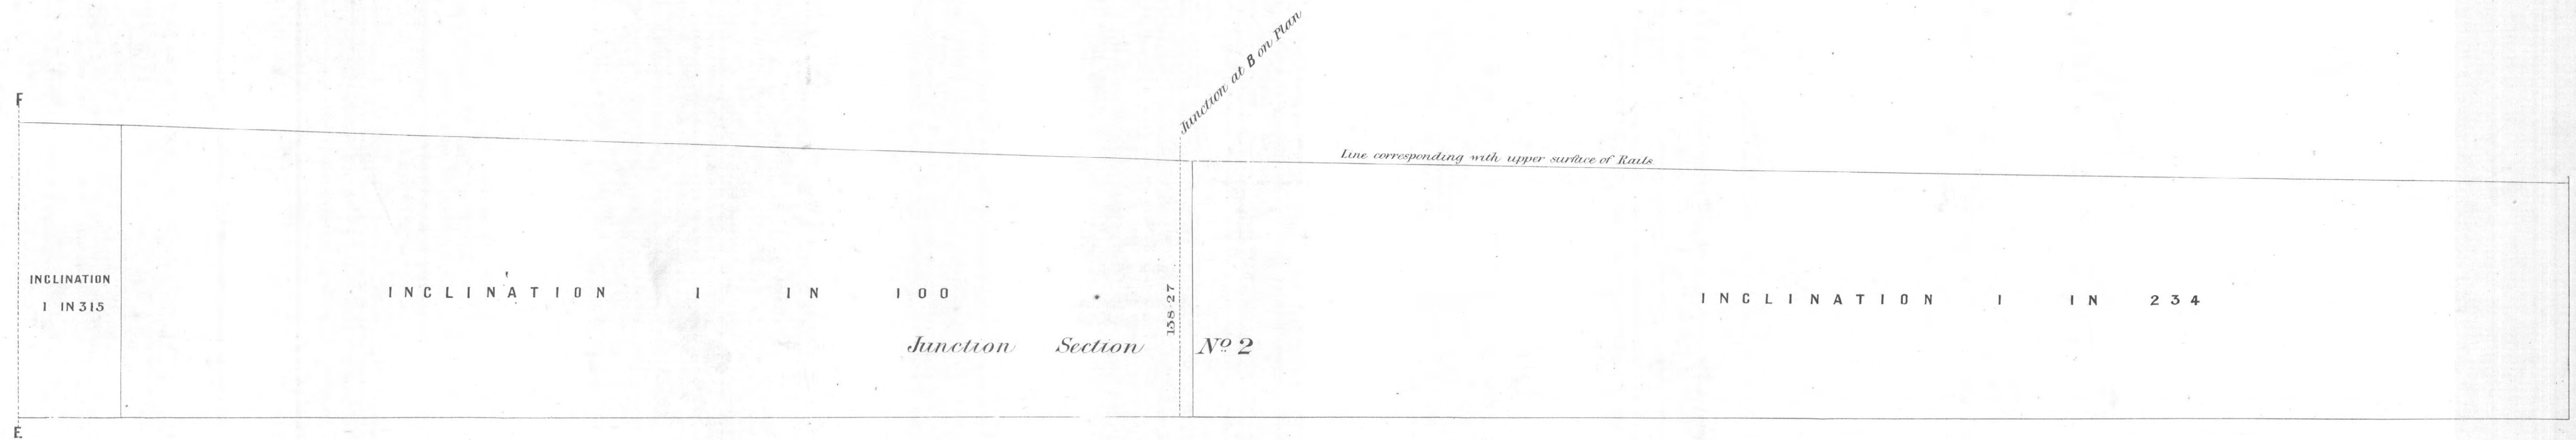 Junction at B on Plan
F
Line corresponding with upper surface of Rails
INCLINATION
1 IN 315
INCLINATION 1 IN 100
138·27
INCLINATION 1 IN 234
Junction Section No. 2
E